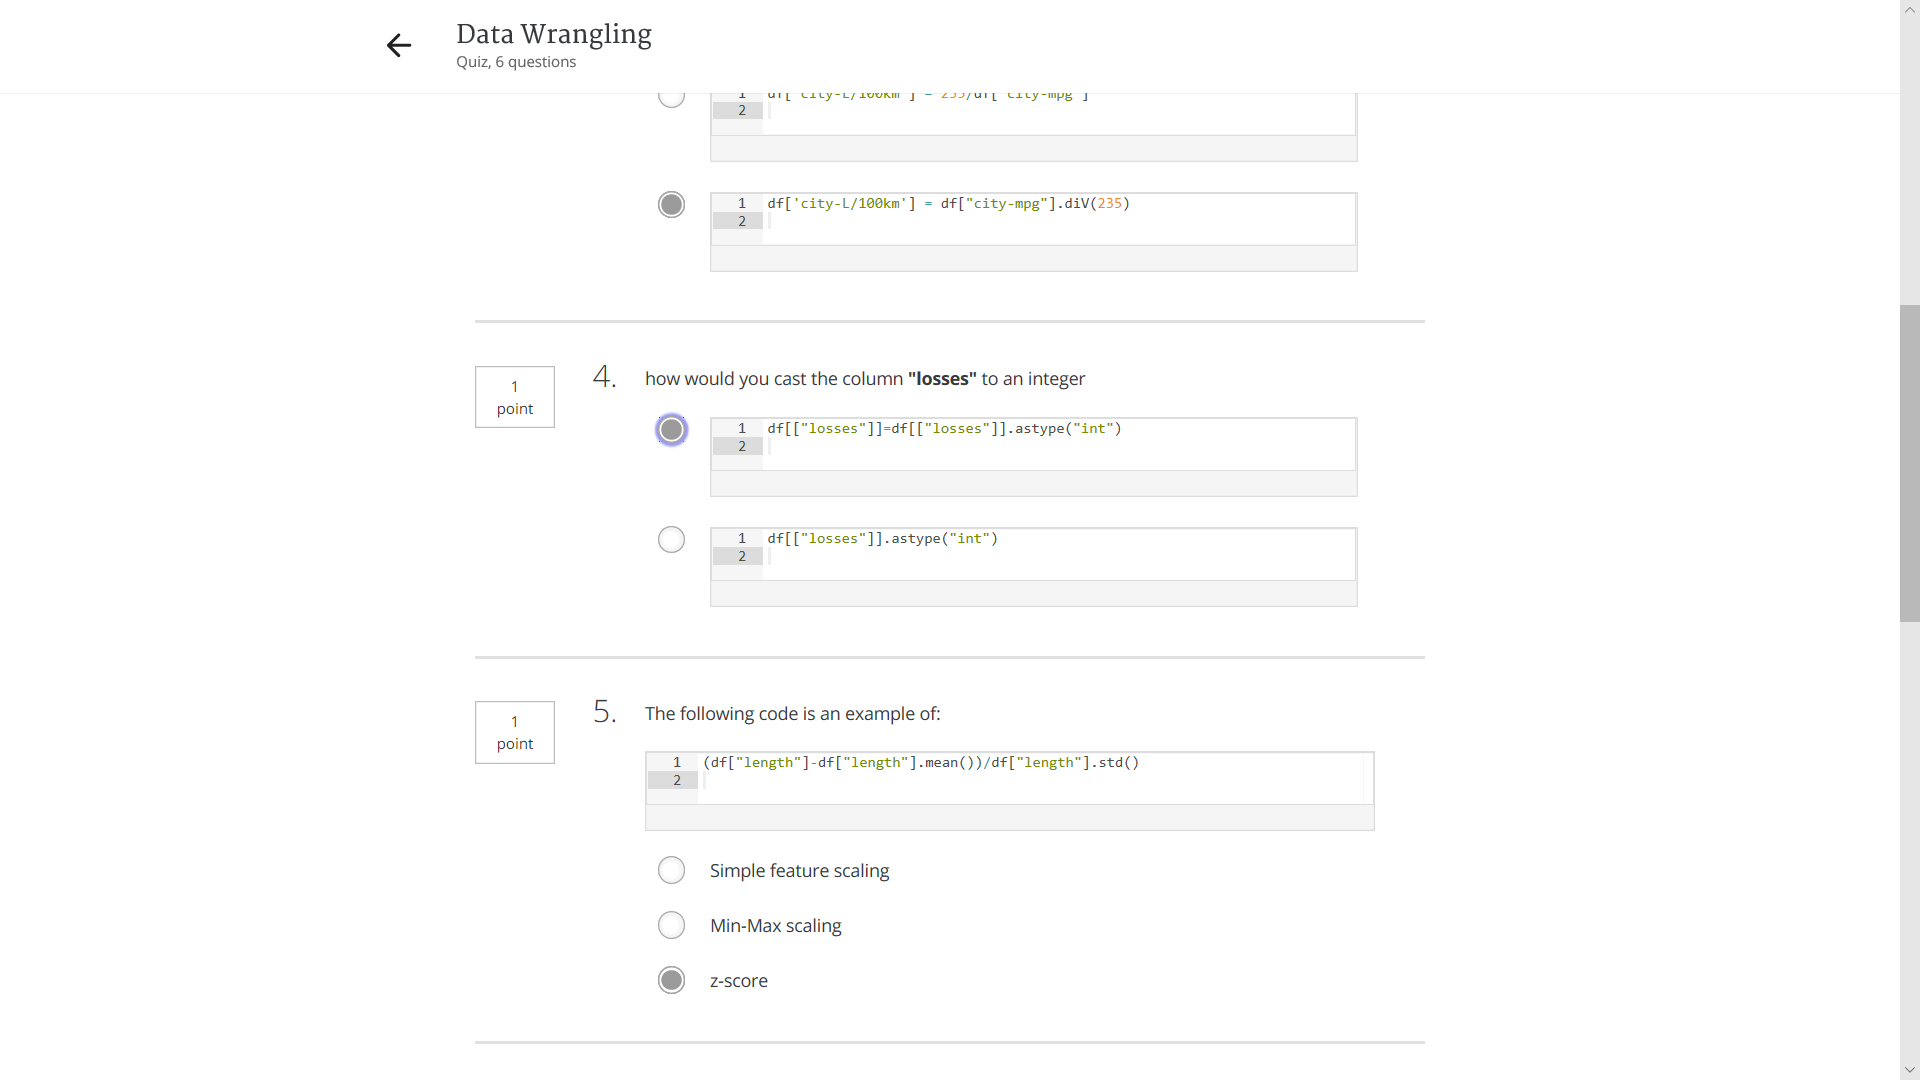 Data Wrangling
Quiz, 6 questions
1 df['city-L/100km'] = 235/df['city-mpg']
2
1 df['city-L/100km'] = df["city-mpg"].diV(235)
2
1 point
4. how would you cast the column "losses" to an integer
1 df[["losses"]]=df[["losses"]].astype("int")
2
1 df[["losses"]].astype("int")
2
1 point
5. The following code is an example of:
1 (df["length"]-df["length"].mean())/df["length"].std()
2
Simple feature scaling
Min-Max scaling
z-score